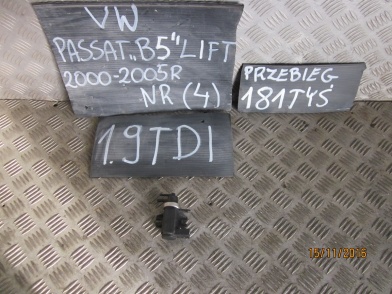 VW
PASSAT „B5" LIFT
2000-2005R
NR (4)
PRZEBIEG
181TYŚ
1.9TDI
15/11/2016